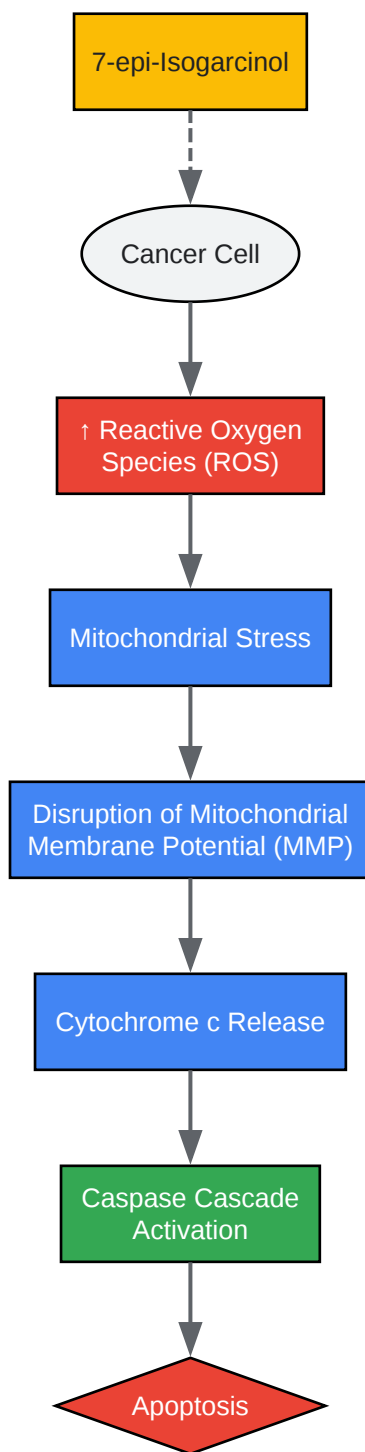 7-epi-Isogarcinol
Cancer Cell
↑ Reactive Oxygen
Species (ROS)
Mitochondrial Stress
Disruption of Mitochondrial
Membrane Potential (MMP)
Cytochrome c Release
Caspase Cascade
Activation
Apoptosis